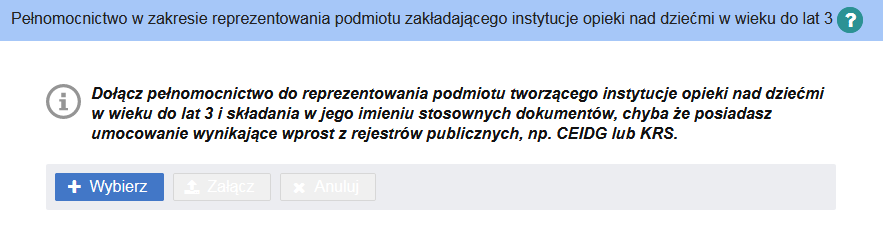 Pełnomocnictwo w zakresie reprezentowania podmiotu zakładającego instytucje opieki nad dziećmi w wieku do lat 3 ?
Dołącz pełnomocnictwo do reprezentowania podmiotu tworzącego instytucje opieki nad dziećmi
w wieku do lat 3 i składania w jego imieniu stosownych dokumentów, chyba że posiadasz
umocowanie wynikające wprost z rejestrów publicznych, np. CEIDG lub KRS.
Wybierz Załącz Anuluj